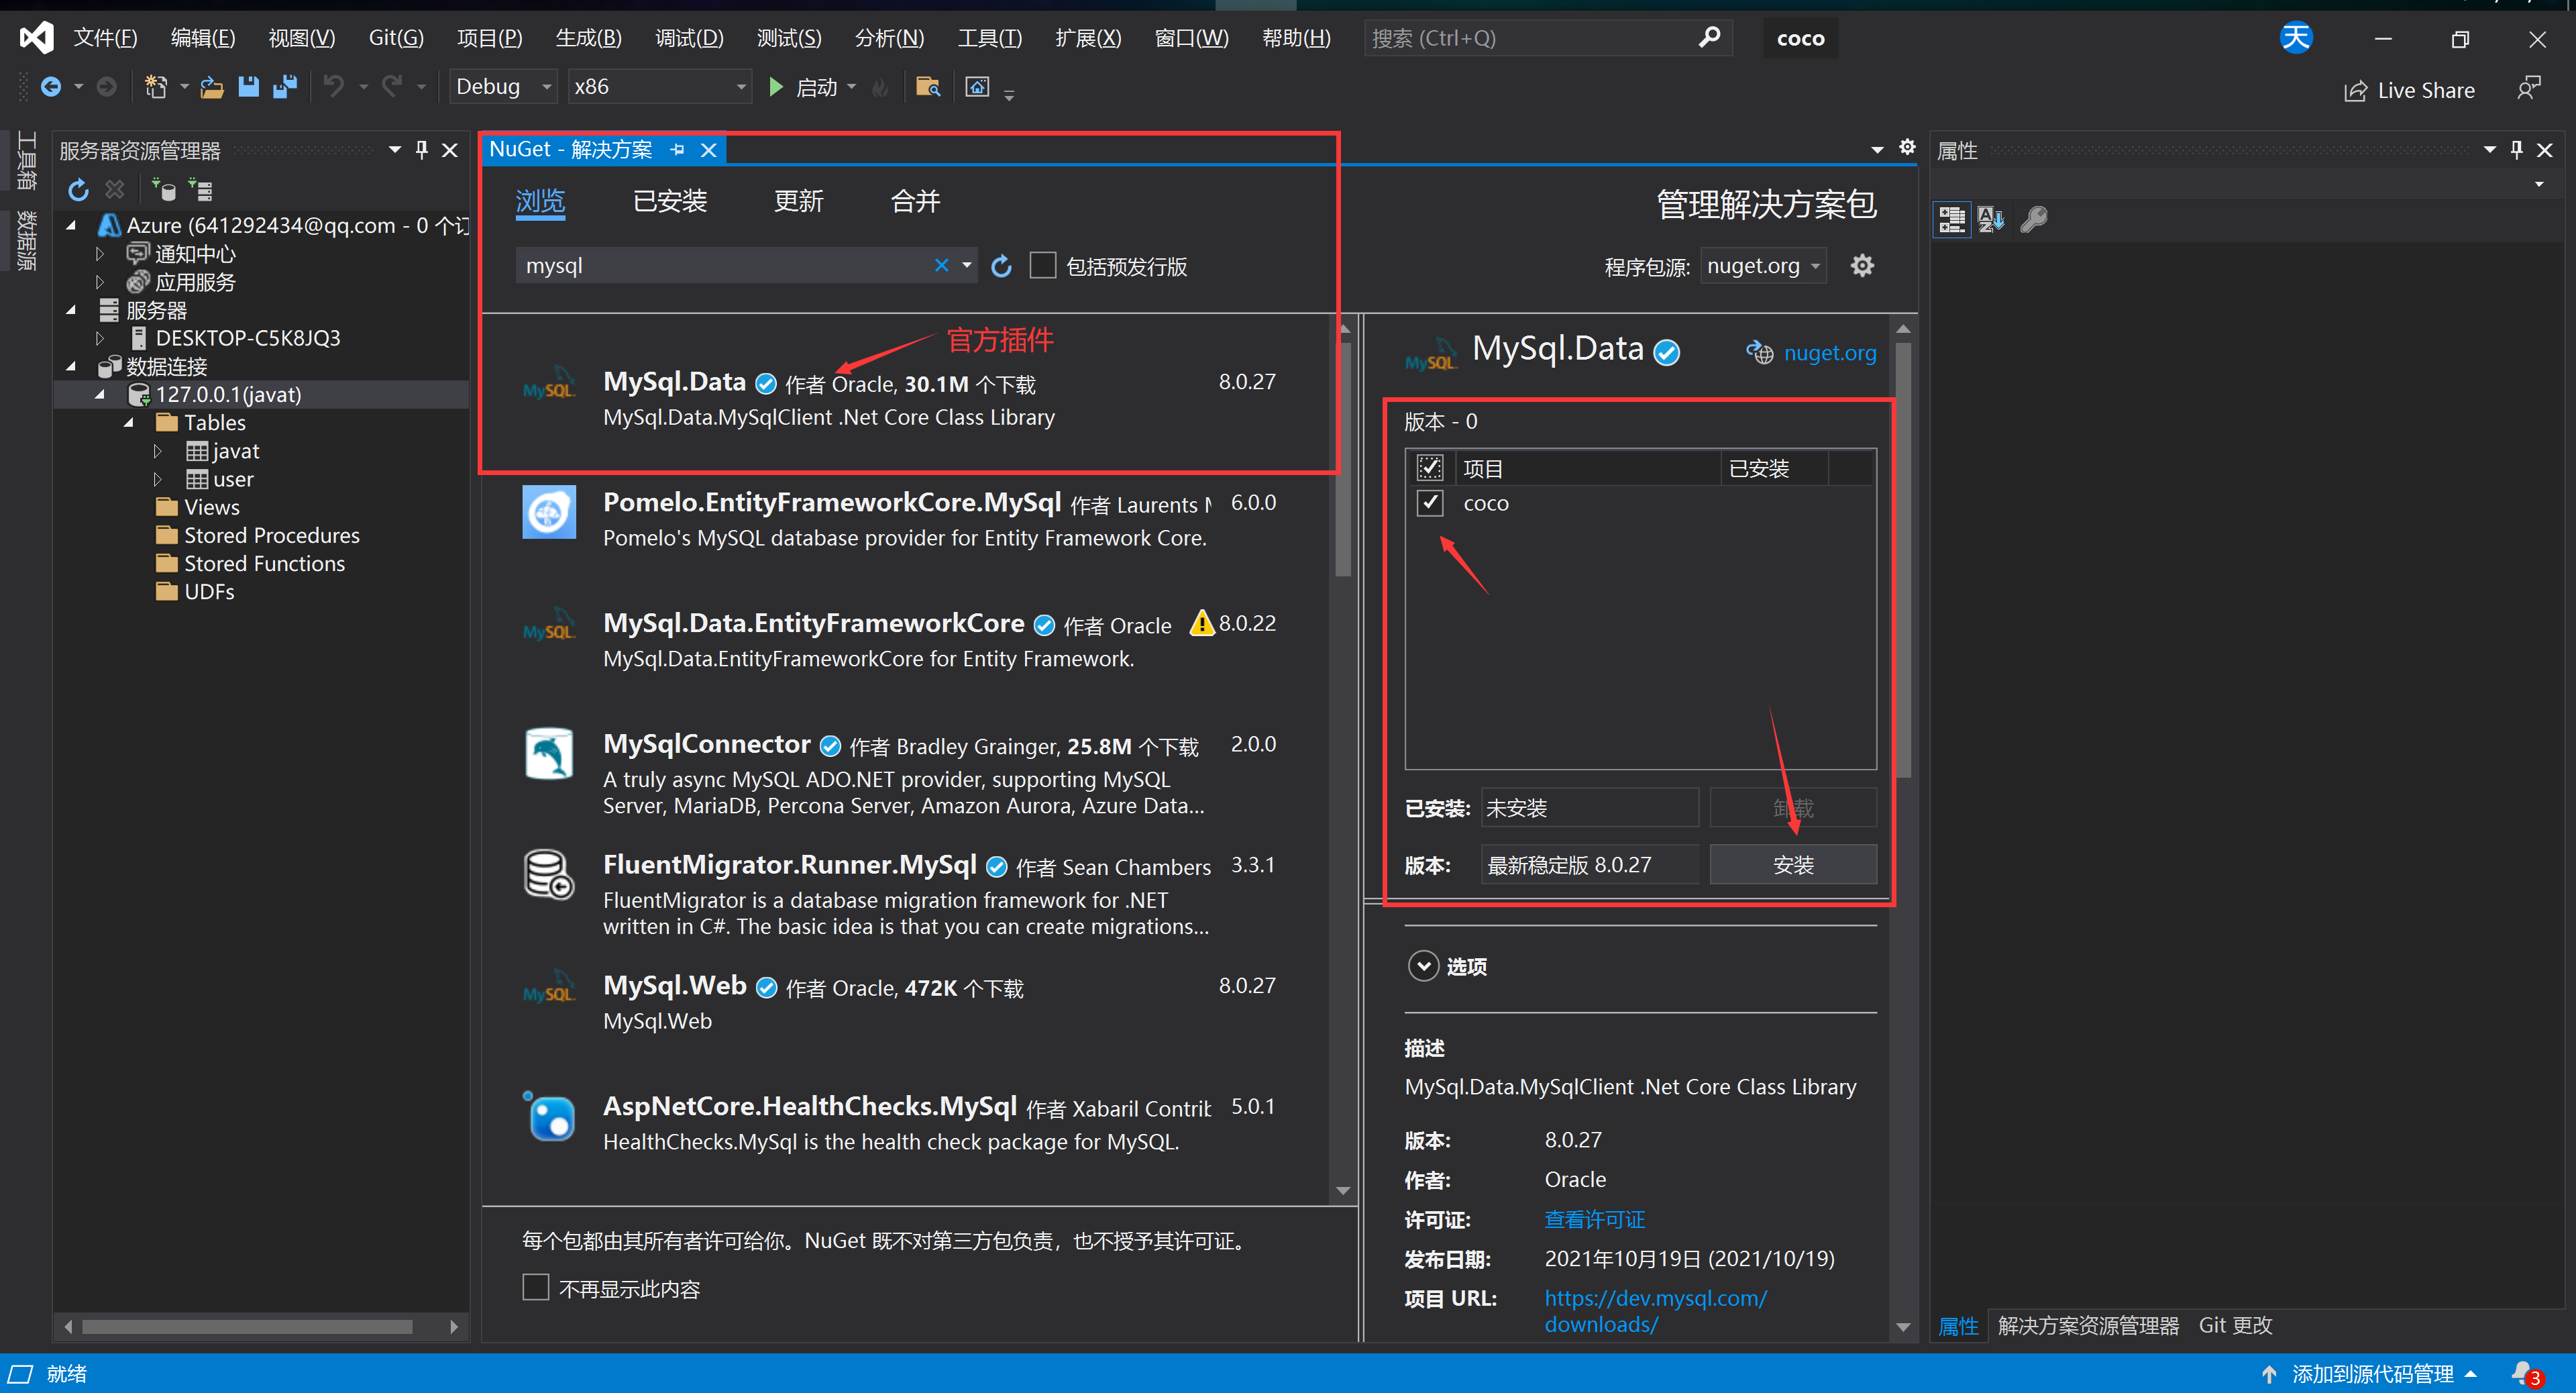 文件(F) 编辑(E) 视图(V) Git(G) 项目(P) 生成(B) 调试(D) 测试(S) 分析(N) 工具(T) 扩展(X) 窗口(W) 帮助(H) 搜索 (Ctrl+Q) coco 天
Debug x86 启动 Live Share
工具箱
数据源
服务器资源管理器
Azure (641292434@qq.com - 0 个订
通知中心
应用服务
服务器
DESKTOP-C5K8JQ3
数据连接
127.0.0.1(javat)
Tables
javat
user
Views
Stored Procedures
Stored Functions
UDFs
NuGet - 解决方案
浏览 已安装 更新 合并
管理解决方案包
mysql
包括预发行版
程序包源: nuget.org
官方插件
MySQL.
MySql.Data 作者 Oracle, 30.1M 个下载 8.0.27
MySql.Data.MySqlClient .Net Core Class Library
Pomelo.EntityFrameworkCore.MySql 作者 Laurents 6.0.0
Pomelo's MySQL database provider for Entity Framework Core.
MySQL.
MySql.Data.EntityFrameworkCore 作者 Oracle 8.0.22
MySql.Data.EntityFrameworkCore for Entity Framework.
MySqlConnector 作者 Bradley Grainger, 25.8M 个下载 2.0.0
A truly async MySQL ADO.NET provider, supporting MySQL
Server, MariaDB, Percona Server, Amazon Aurora, Azure Data...
FluentMigrator.Runner.MySql 作者 Sean Chambers 3.3.1
FluentMigrator is a database migration framework for .NET
written in C#. The basic idea is that you can create migrations...
MySQL.
MySql.Web 作者 Oracle, 472K 个下载 8.0.27
MySql.Web
AspNetCore.HealthChecks.MySql 作者 Xabaril Contrib 5.0.1
HealthChecks.MySql is the health check package for MySQL.
每个包都由其所有者许可给你。NuGet 既不对第三方包负责，也不授予其许可证。
不再显示此内容
MySQL.
MySql.Data
nuget.org
版本 - 0
项目 已安装
coco
已安装: 未安装 卸载
版本: 最新稳定版 8.0.27 安装
选项
描述
MySql.Data.MySqlClient .Net Core Class Library
版本: 8.0.27
作者: Oracle
许可证: 查看许可证
发布日期: 2021年10月19日 (2021/10/19)
项目 URL: https://dev.mysql.com/
downloads/
属性
属性 解决方案资源管理器 Git 更改
就绪
添加到源代码管理 3